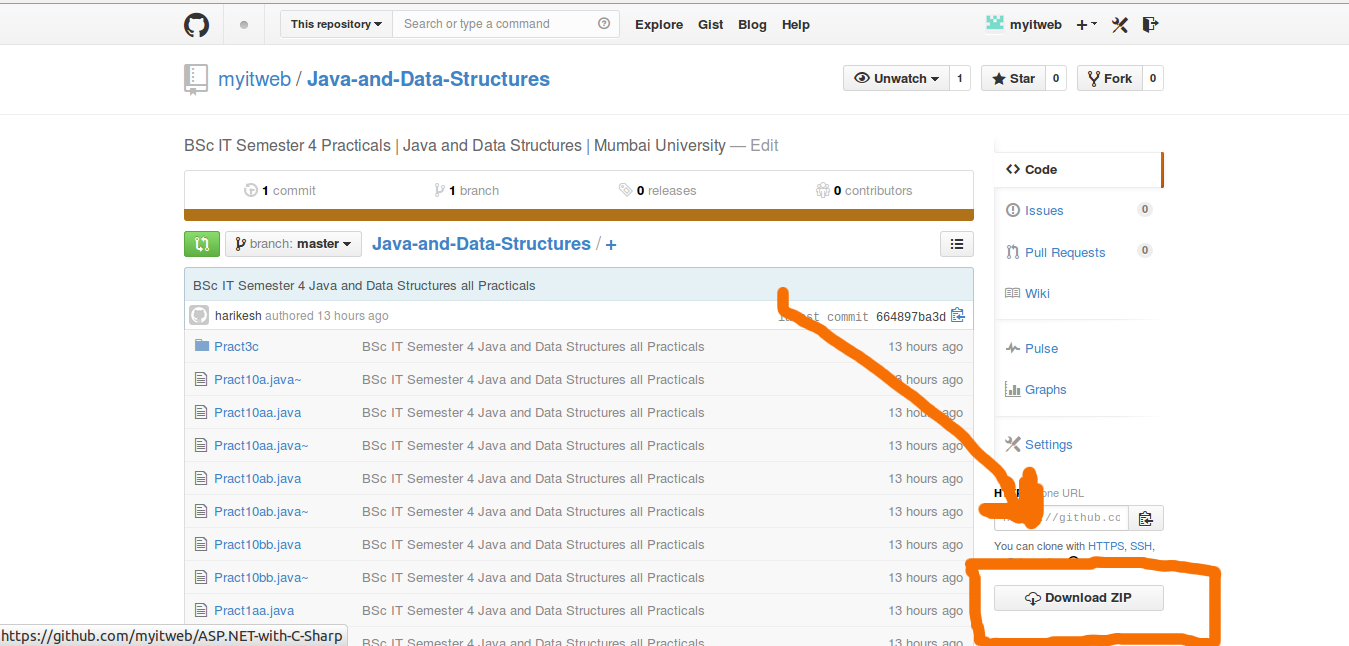 This repository Search or type a command Explore Gist Blog Help myitweb
myitweb / Java-and-Data-Structures Unwatch 1 Star 0 Fork 0
BSc IT Semester 4 Practicals | Java and Data Structures | Mumbai University — Edit
1 commit 1 branch 0 releases 0 contributors
branch: master Java-and-Data-Structures / +
BSc IT Semester 4 Java and Data Structures all Practicals
harikesh authored 13 hours ago commit 664897ba3d
Pract3c BSc IT Semester 4 Java and Data Structures all Practicals 13 hours ago
Pract10a.java~ BSc IT Semester 4 Java and Data Structures all Practicals hours ago
Pract10aa.java BSc IT Semester 4 Java and Data Structures all Practicals 13 ago
Pract10aa.java~ BSc IT Semester 4 Java and Data Structures all Practicals 13 hours ago
Pract10ab.java BSc IT Semester 4 Java and Data Structures all Practicals 13 hours ago
Pract10ab.java~ BSc IT Semester 4 Java and Data Structures all Practicals 13 hours ago
Pract10bb.java BSc IT Semester 4 Java and Data Structures all Practicals 13 hours ago
Pract10bb.java~ BSc IT Semester 4 Java and Data Structures all Practicals 13 hours ago
Pract1aa.java BSc IT Semester 4 Java and Data Structures all Practicals 13 hours ago
BSc IT Semester 4 Java and Data Structures all Practicals 13 hours ago
https://github.com/myitweb/ASP.NET-with-C-Sharp
Code
Issues 0
Pull Requests 0
Wiki
Pulse
Graphs
Settings
URL
//github.cc
You can clone with HTTPS, SSH,
Download ZIP